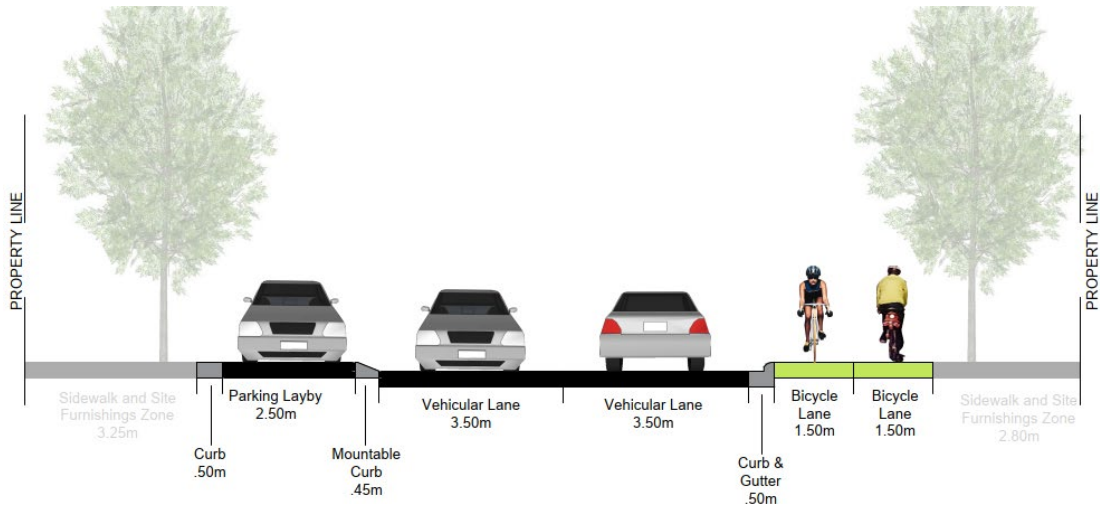 PROPERTY LINE
PROPERTY LINE
Sidewalk and Site
Furnishings Zone
3.25m
Curb
.50m
Parking Layby
2.50m
Mountable
Curb
.45m
Vehicular Lane
3.50m
Vehicular Lane
3.50m
Curb &
Gutter
.50m
Bicycle
Lane
1.50m
Bicycle
Lane
1.50m
Sidewalk and Site
Furnishings Zone
2.80m